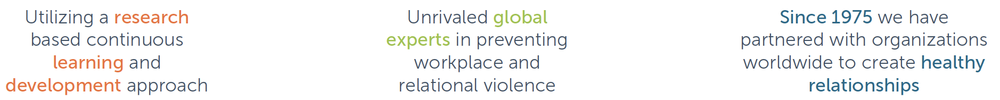 Utilizing a research
based continuous
learning and
development approach
Unrivaled global
experts in preventing
workplace and
relational violence
Since 1975 we have
partnered with organizations
worldwide to create healthy
relationships